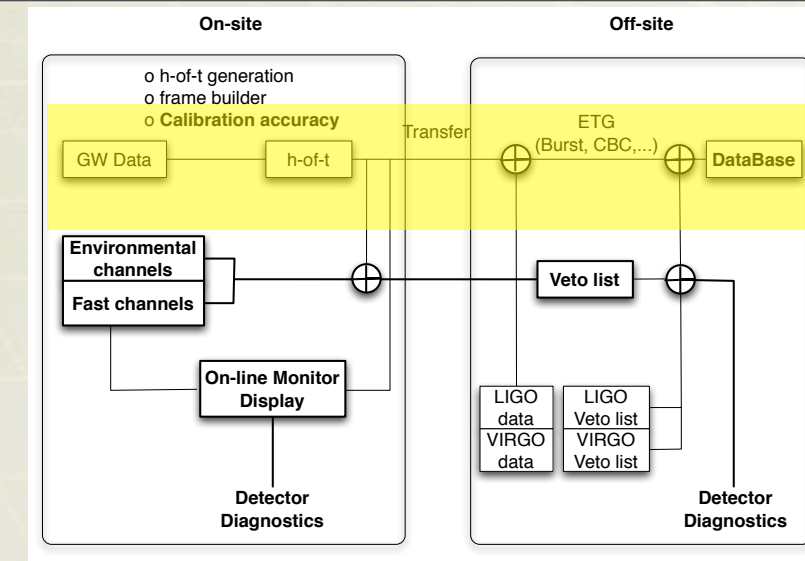 On-site
Off-site
o h-of-t generation
o frame builder
o Calibration accuracy
Transfer
ETG
(Burst, CBC,...)
GW Data
h-of-t
DataBase
Environmental
channels
Fast channels
Veto list
On-line Monitor
Display
LIGO
data
VIRGO
data
LIGO
Veto list
VIRGO
Veto list
Detector
Diagnostics
Detector
Diagnostics